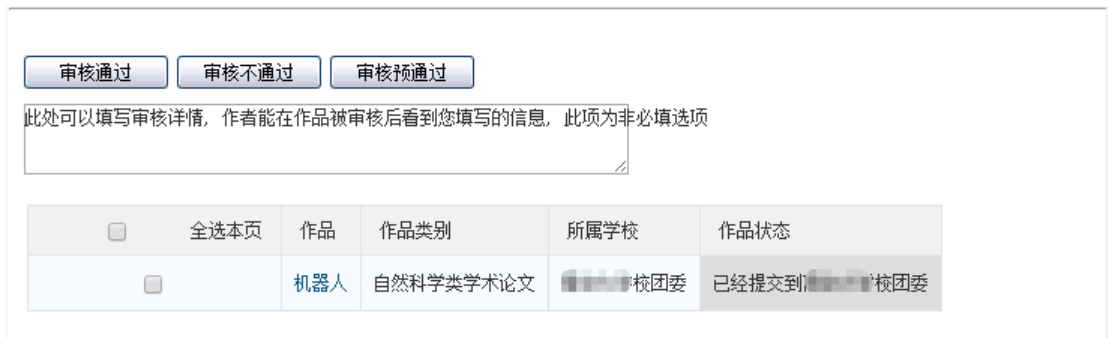 审核通过 审核不通过 审核预通过
此处可以填写审核详情, 作者能在作品被审核后看到您填写的信息, 此项为非必填选项
全选本页 作品 作品类别 所属学校 作品状态
机器人 自然科学类学术论文 校团委 已经提交到 校团委